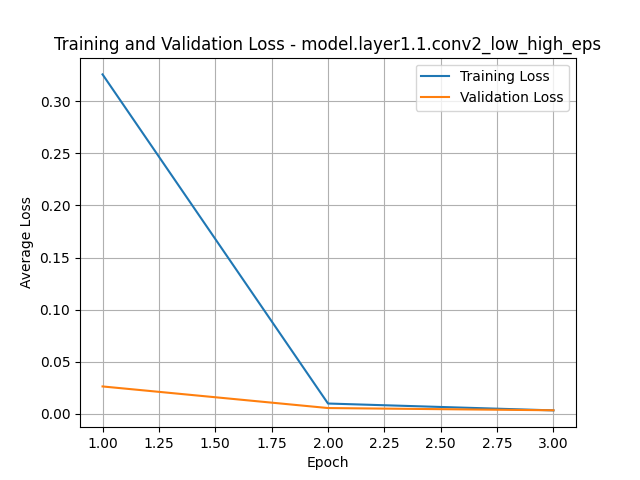 Training and Validation Loss - model.layer1.1.conv2_low_high_eps
Training Loss
Validation Loss
0.30
0.25
0.20
0.15
0.10
0.05
0.00
Average Loss
1.00 1.25 1.50 1.75 2.00 2.25 2.50 2.75 3.00
Epoch